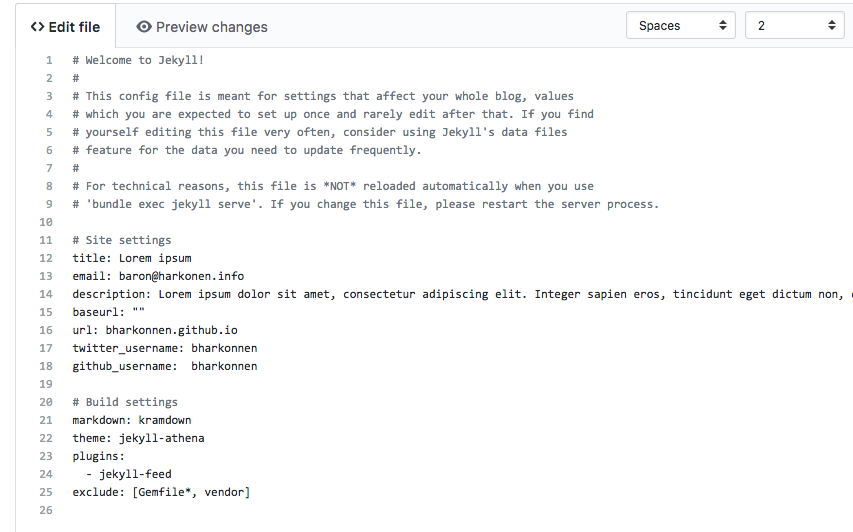 Edit file Preview changes Spaces 2
1 # Welcome to Jekyll!
2 #
3 # This config file is meant for settings that affect your whole blog, values
4 # which you are expected to set up once and rarely edit after that. If you find
5 # yourself editing this file very often, consider using Jekyll's data files
6 # feature for the data you need to update frequently.
7 #
8 # For technical reasons, this file is *NOT* reloaded automatically when you use
9 # 'bundle exec jekyll serve'. If you change this file, please restart the server process.
10
11 # Site settings
12 title: Lorem ipsum
13 email: baron@harkonen.info
14 description: Lorem ipsum dolor sit amet, consectetur adipiscing elit. Integer sapien eros, tincidunt eget dictum non,
15 baseurl: ""
16 url: bharkonnen.github.io
17 twitter_username: bharkonnen
18 github_username:  bharkonnen
19
20 # Build settings
21 markdown: kramdown
22 theme: jekyll-athena
23 plugins:
24   - jekyll-feed
25 exclude: [Gemfile*, vendor]
26